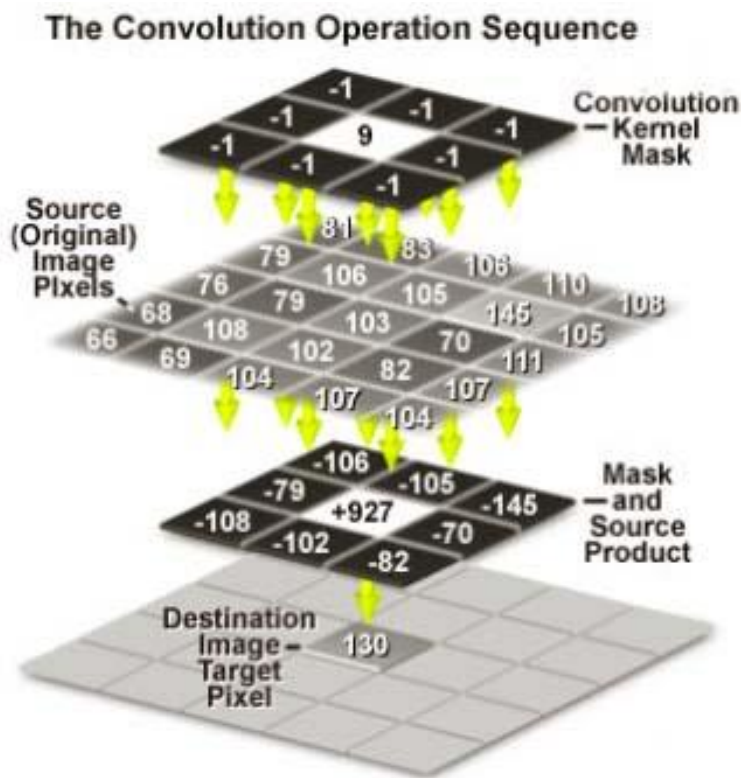 The Convolution Operation Sequence
-1
-1 -1
-1 9 -1
-1 -1
-1
Convolution
Kernel
Mask
Source
(Original)
Image
Pixels
81
79 83
76 106 106
68 79 105 110
66 108 103 145 108
69 102 70 105
104 82 111
107 107
104
-106
-79 -105
-108 +927 -145
-102 -70
-82
Mask
and
Source
Product
Destination
Image
Target
Pixel
130